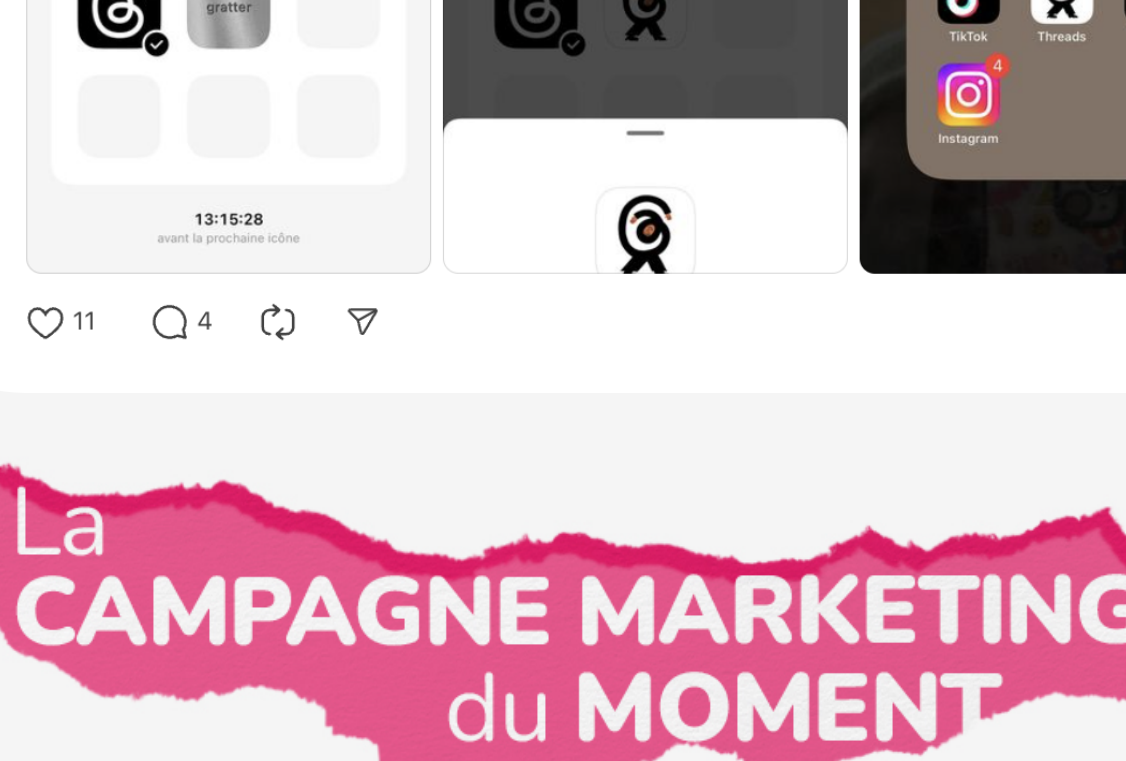 gratter
TikTok
Threads
4
Instagram
13:15:28
avant la prochaine icône
11
4
La
CAMPAGNE MARKETING
du MOMENT